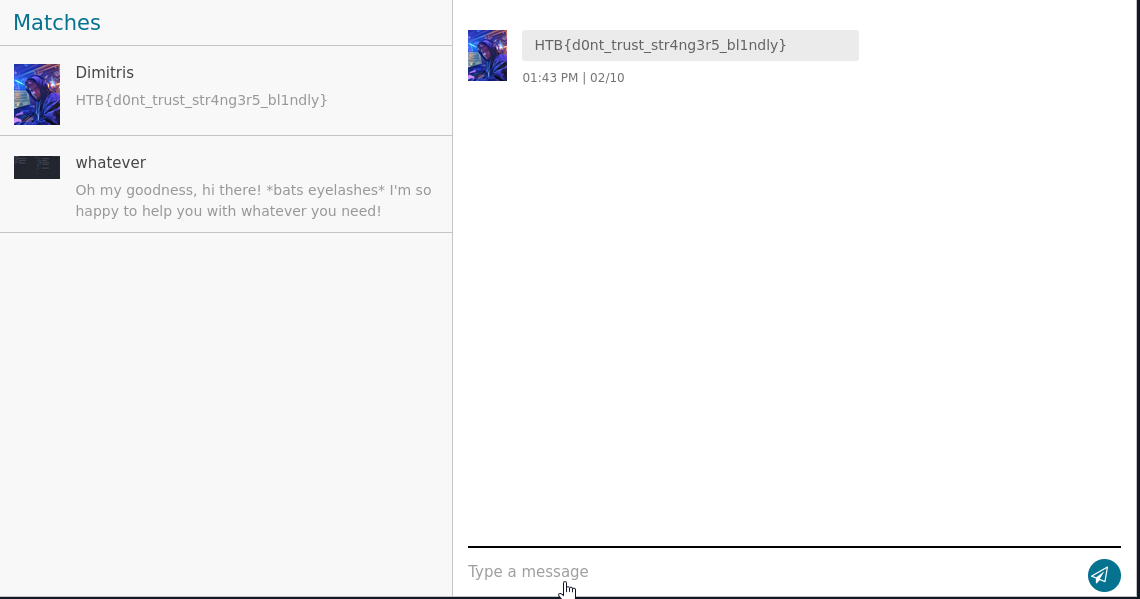 Matches
Dimitris
HTB{d0nt_trust_str4ng3r5_bl1ndly}
whatever
Oh my goodness, hi there! *bats eyelashes* I'm so
happy to help you with whatever you need!
HTB{d0nt_trust_str4ng3r5_bl1ndly}
01:43 PM | 02/10
Type a message